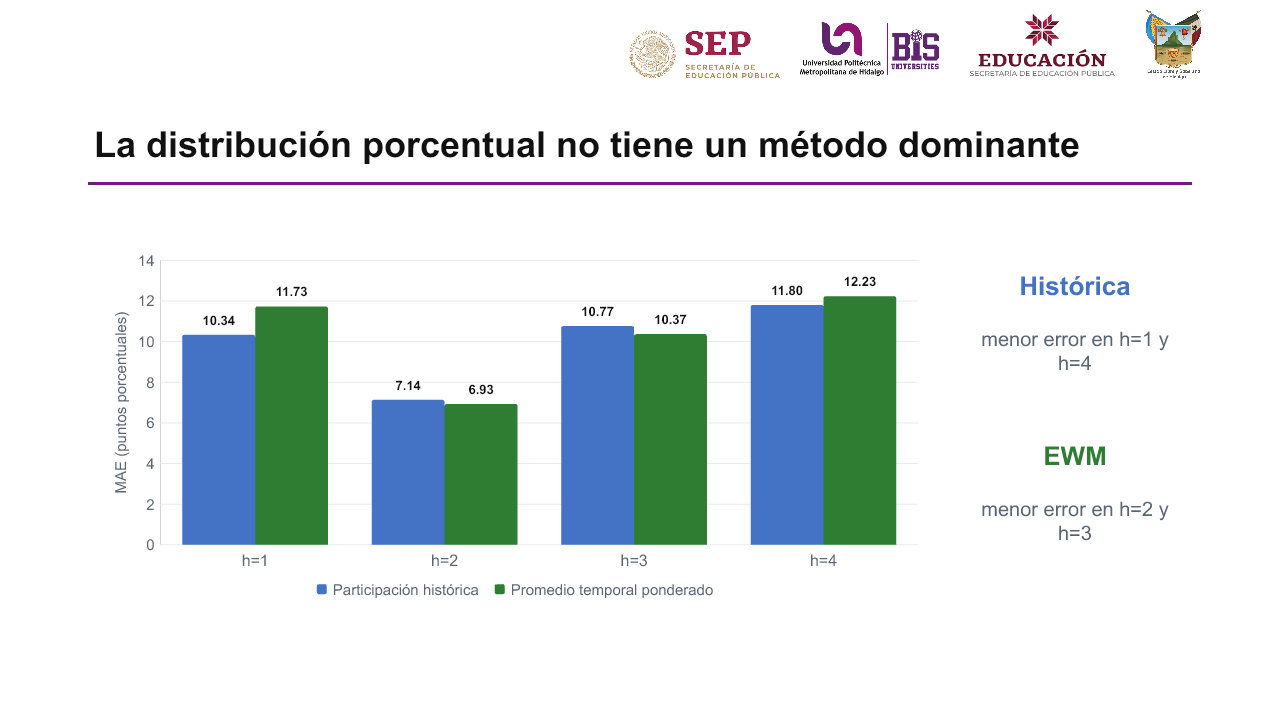 SEP
SECRETARÍA DE
EDUCACIÓN PÚBLICA
Universidad Politécnica
Metropolitana de Hidalgo
BIS
UNIVERSITIES
EDUCACIÓN
SECRETARÍA DE EDUCACIÓN PÚBLICA
La distribución porcentual no tiene un método dominante
MAE (puntos porcentuales)
14
12
10
8
6
4
2
0
10.34
11.73
7.14
6.93
10.77
10.37
11.80
12.23
h=1
h=2
h=3
h=4
Participación histórica
Promedio temporal ponderado
Histórica
menor error en h=1 y
h=4
EWM
menor error en h=2 y
h=3